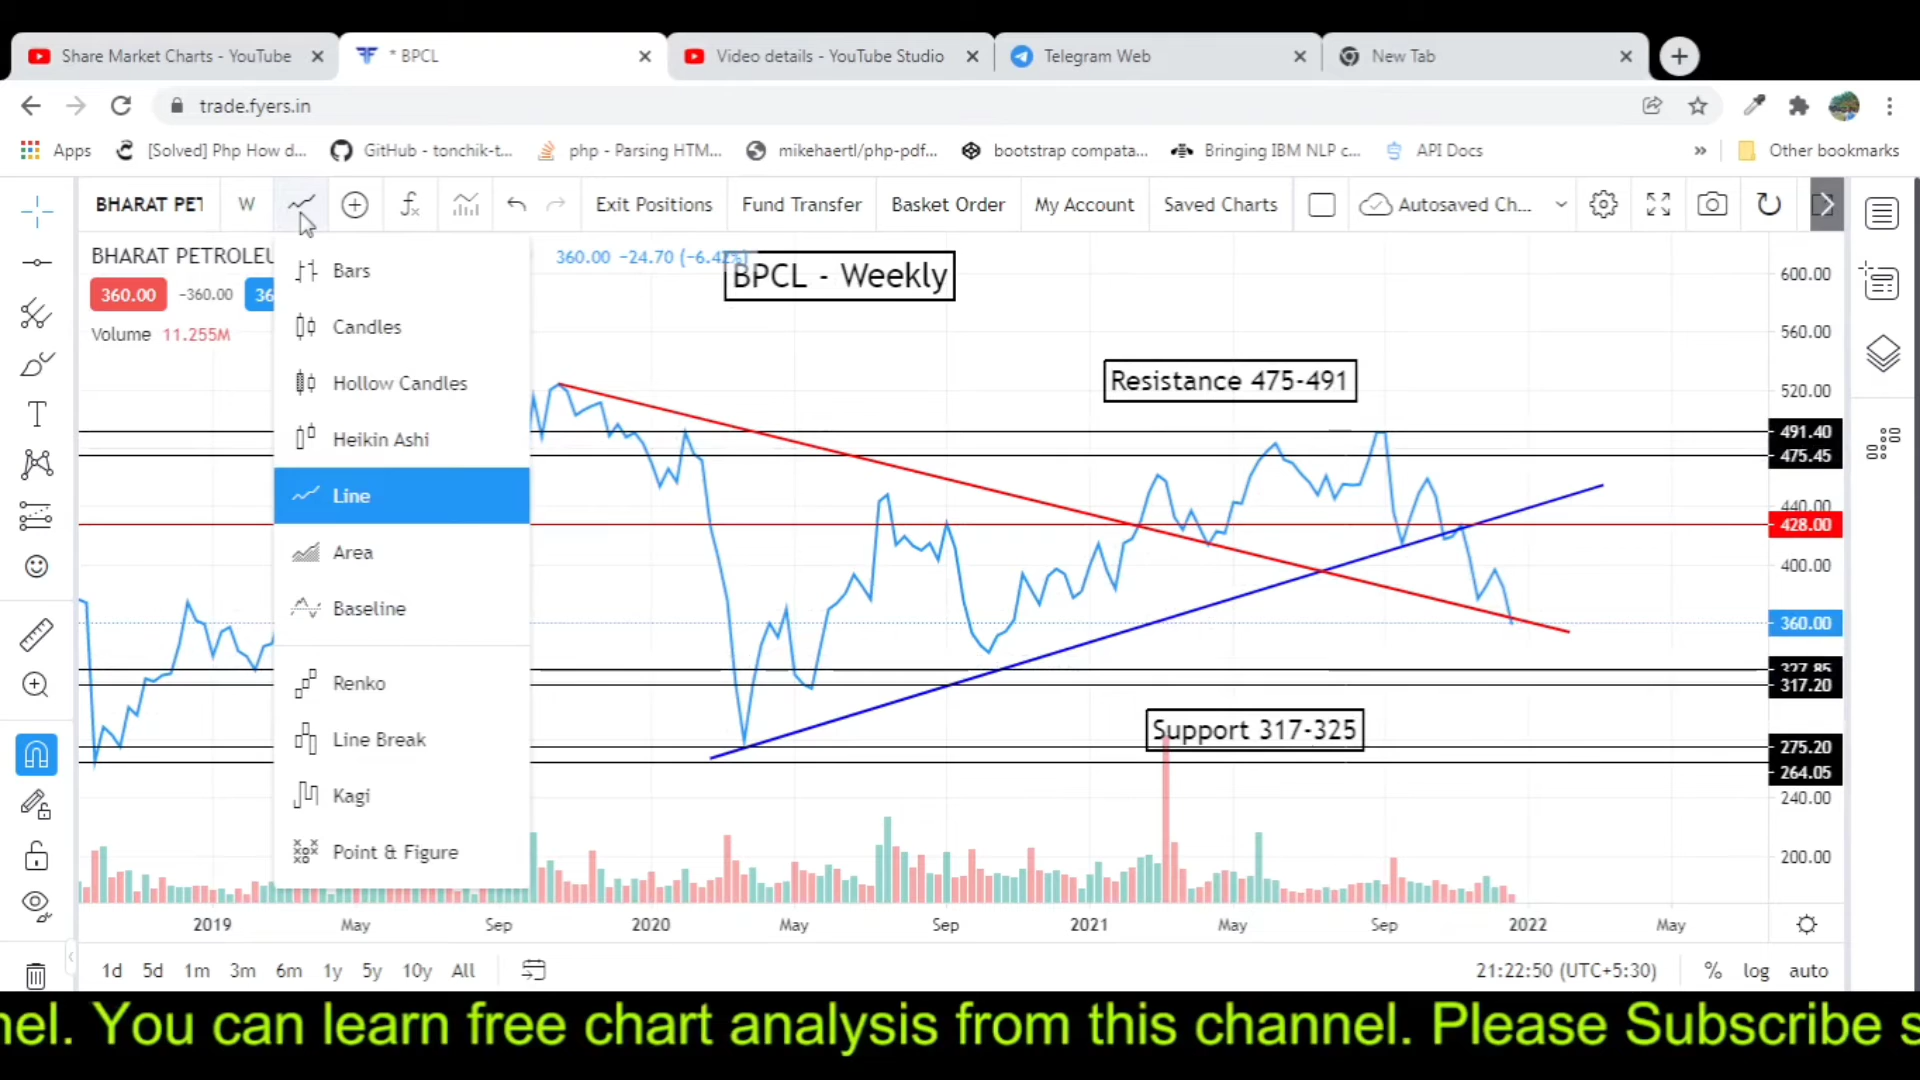 Share Market Charts - YouTube
* BPCL
Video details - YouTube Studio
Telegram Web
New Tab
trade.fyers.in
Apps
[Solved] Php How d...
GitHub - tonchik-t...
php - Parsing HTM...
mikehaertl/php-pdf...
bootstrap compata...
Bringing IBM NLP c...
API Docs
»
Other bookmarks
BHARAT PET
W
Exit Positions
Fund Transfer
Basket Order
My Account
Saved Charts
Autosaved Ch...
BHARAT PETROLEU
360.00 −24.70 (−6.42%)
BPCL - Weekly
360.00
−360.00
36
Volume 11.255M
Bars
Candles
Hollow Candles
Heikin Ashi
Line
Area
Baseline
Renko
Line Break
Kagi
Point & Figure
Resistance 475-491
Support 317-325
600.00
560.00
520.00
491.40
475.45
440.00
428.00
400.00
360.00
327.85
317.20
275.20
264.05
240.00
200.00
2019
May
Sep
2020
May
Sep
2021
May
Sep
2022
May
1d 5d 1m 3m 6m 1y 5y 10y All
21:22:50 (UTC+5:30)
% log auto
nel. You can learn free chart analysis from this channel. Please Subscribe s